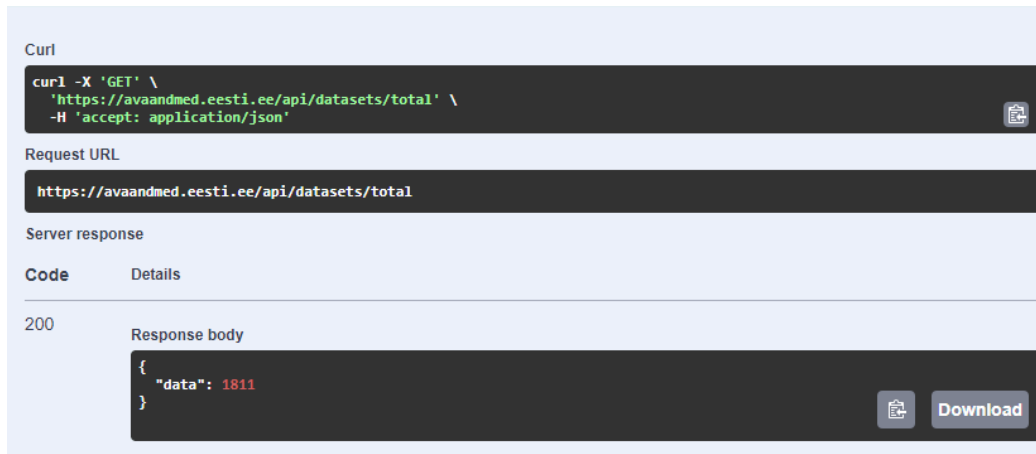 Curl
curl -X 'GET' \
'https://avaandmed.eesti.ee/api/datasets/total' \
-H 'accept: application/json'
Request URL
https://avaandmed.eesti.ee/api/datasets/total
Server response
Code Details
200
Response body
{
"data": 1811
}
Download